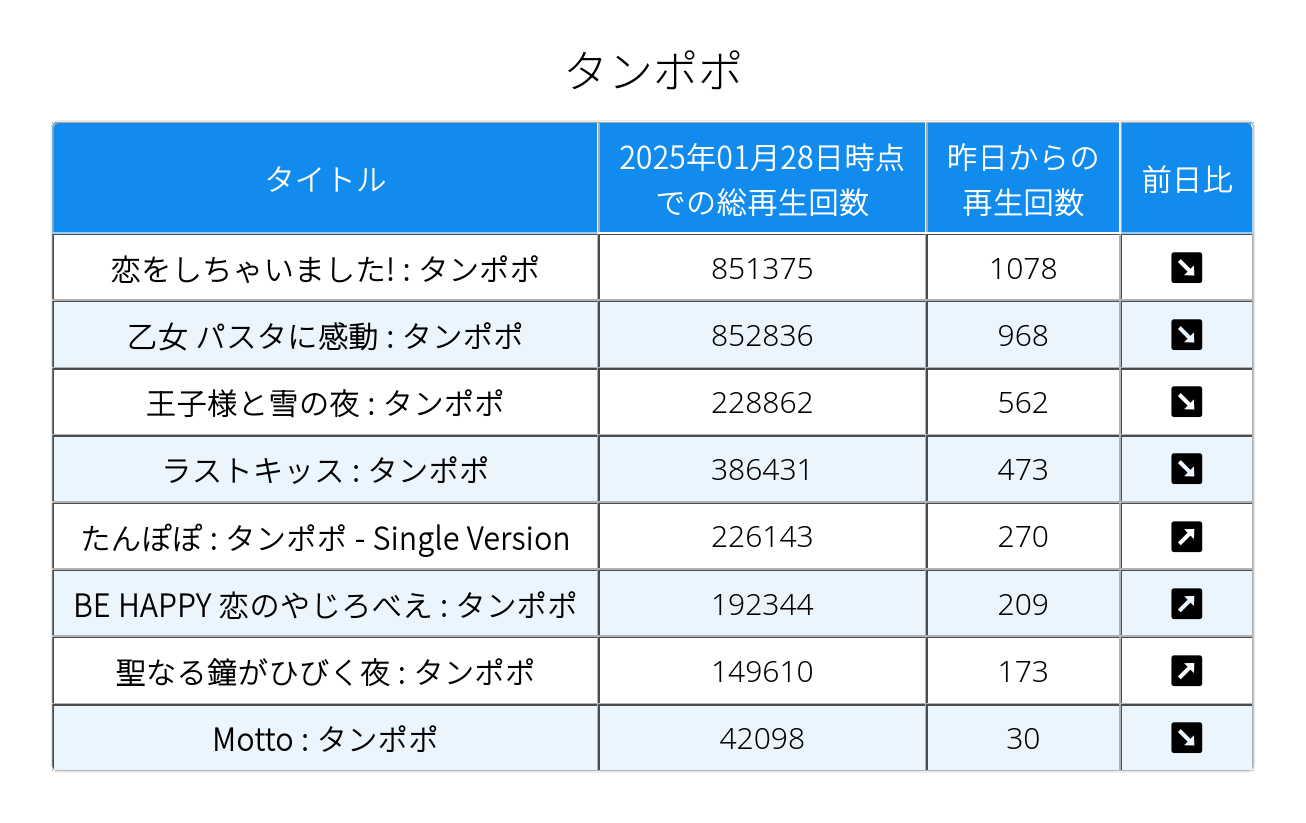 タンポポ
タイトル 2025年01月28日時点での総再生回数 昨日からの再生回数 前日比
恋をしちゃいました! : タンポポ 851375 1078 ↘
乙女 パスタに感動 : タンポポ 852836 968 ↘
王子様と雪の夜 : タンポポ 228862 562 ↘
ラストキッス : タンポポ 386431 473 ↘
たんぽぽ : タンポポ - Single Version 226143 270 ↗
BE HAPPY 恋のやじろべえ : タンポポ 192344 209 ↗
聖なる鐘がひびく夜 : タンポポ 149610 173 ↗
Motto : タンポポ 42098 30 ↘